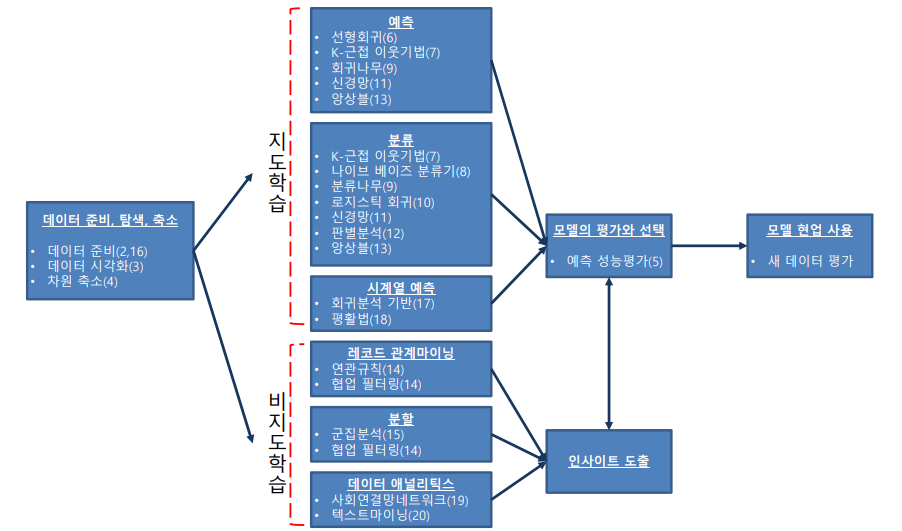 데이터 준비, 탐색, 축소
• 데이터 준비(2,16)
• 데이터 시각화(3)
• 차원 축소(4)
지도학습
예측
• 선형회귀(6)
• K-근접 이웃기법(7)
• 회귀나무(9)
• 신경망(11)
• 앙상블(13)
분류
• K-근접 이웃기법(7)
• 나이브 베이즈 분류기(8)
• 분류나무(9)
• 로지스틱 회귀(10)
• 신경망(11)
• 판별분석(12)
• 앙상블(13)
시계열 예측
• 회귀분석 기반(17)
• 평활법(18)
비지도학습
레코드 관계마이닝
• 연관규칙(14)
• 협업 필터링(14)
분할
• 군집분석(15)
• 협업 필터링(14)
데이터 애널리틱스
• 사회연결망네트워크(19)
• 텍스트마이닝(20)
모델의 평가와 선택
• 예측 성능평가(5)
모델 현업 사용
• 새 데이터 평가
인사이트 도출